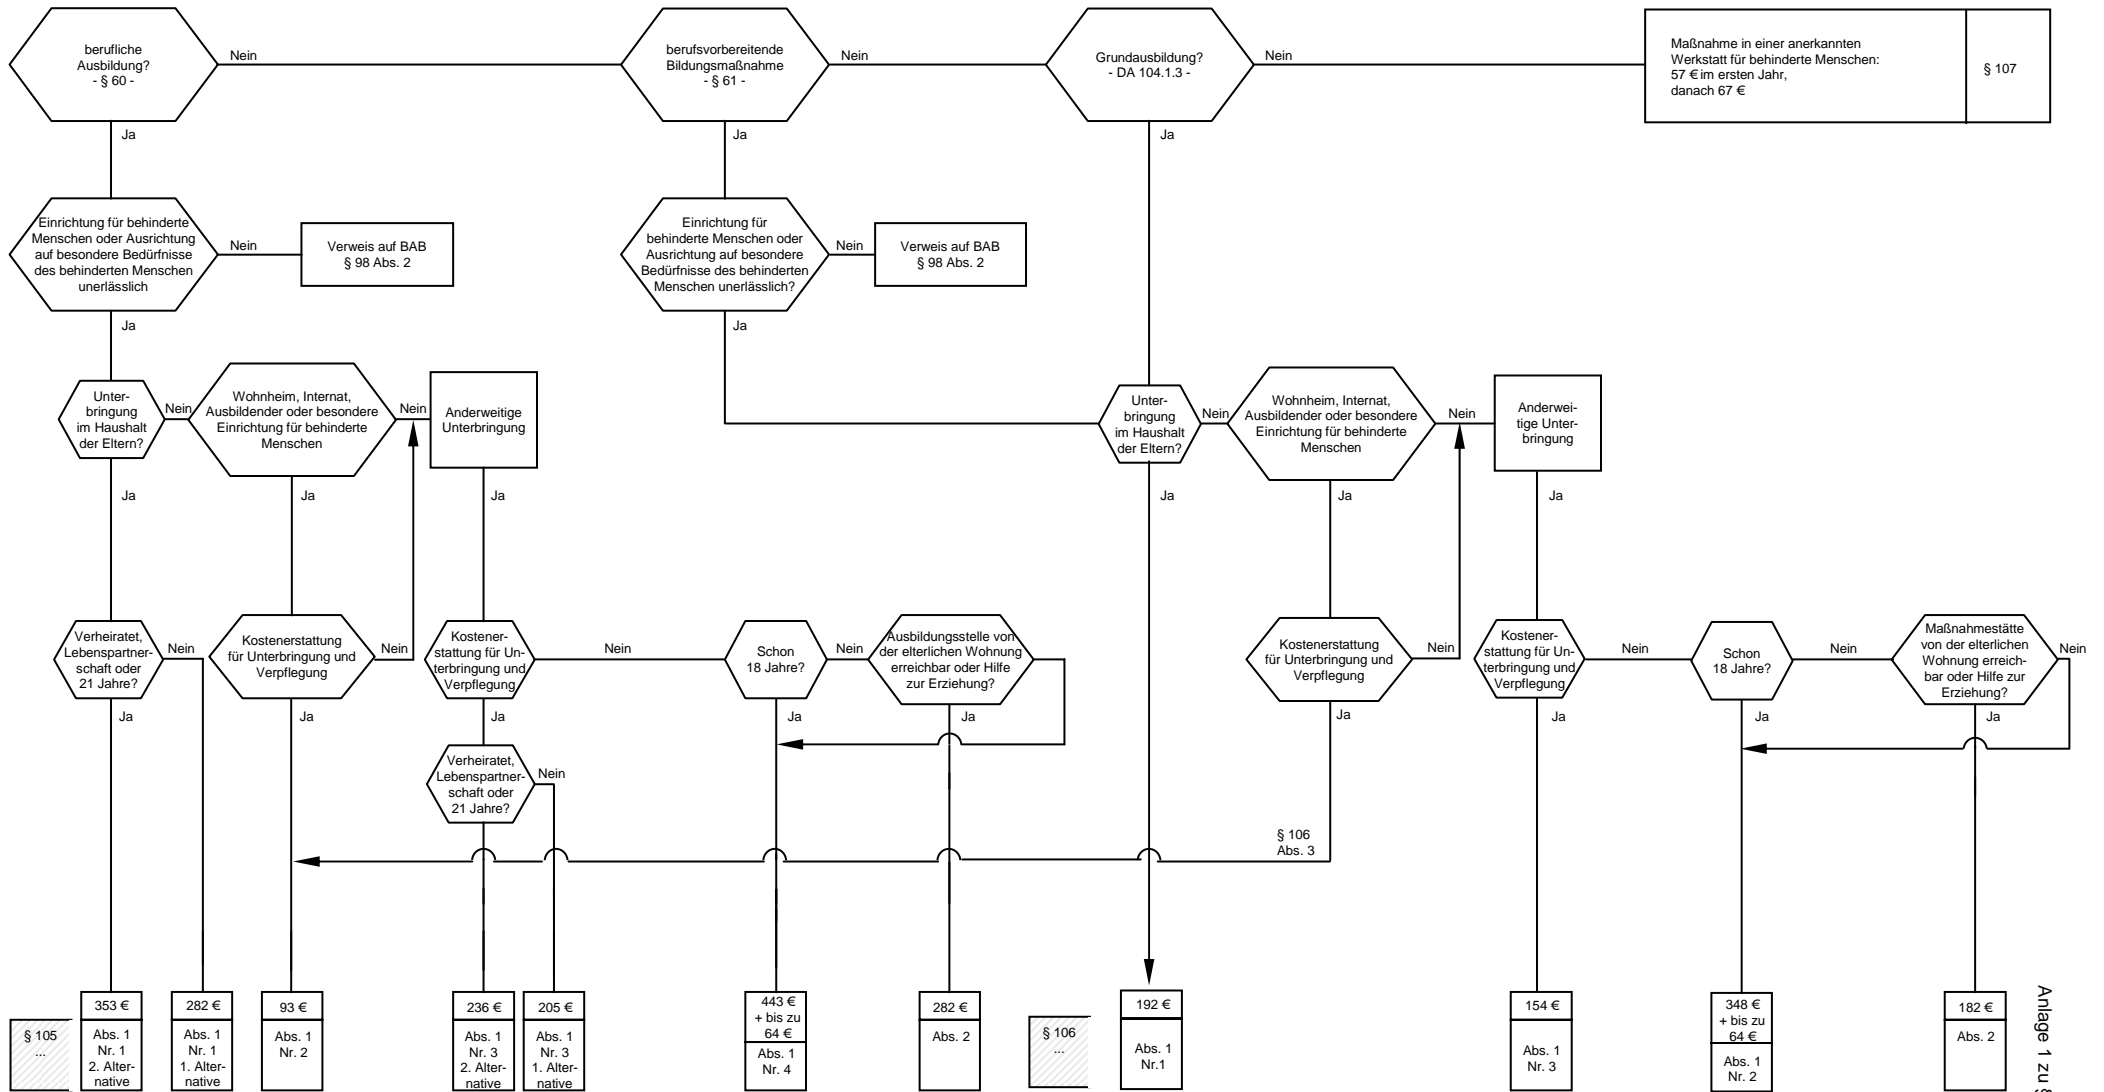 berufliche
Ausbildung?
- § 60 -
Nein
berufsvorbereitende
Bildungsmaßnahme
- § 61 -
Nein
Grundausbildung?
- DA 104.1.3 -
Nein
Maßnahme in einer anerkannten
Werkstatt für behinderte Menschen:
57 € im ersten Jahr,
danach 67 €
§ 107
Ja
Ja
Ja
Einrichtung für behinderte
Menschen oder Ausrichtung
auf besondere Bedürfnisse
des behinderten Menschen
unerlässlich
Nein
Verweis auf BAB
§ 98 Abs. 2
Einrichtung für
behinderte Menschen oder
Ausrichtung auf besondere
Bedürfnisse des behinderten
Menschen unerlässlich?
Nein
Verweis auf BAB
§ 98 Abs. 2
Ja
Ja
Unter-
bringung
im Haushalt
der Eltern?
Nein
Wohnheim, Internat,
Ausbildender oder besondere
Einrichtung für behinderte
Menschen
Nein
Anderweitige
Unterbringung
Unter-
bringung
im Haushalt
der Eltern?
Nein
Wohnheim, Internat,
Ausbildender oder besondere
Einrichtung für behinderte
Menschen
Nein
Anderwei-
tige Unter-
bringung
Ja
Ja
Ja
Ja
Ja
Ja
Verheiratet,
Lebenspartner-
schaft oder
21 Jahre?
Nein
Kostenerstattung
für Unterbringung und
Verpflegung
Nein
Kostener-
stattung für Un-
terbringung und
Verpflegung
Nein
Schon
18 Jahre?
Nein
Ausbildungsstelle von
der elterlichen Wohnung
erreichbar oder Hilfe
zur Erziehung?
Kostenerstattung
für Unterbringung und
Verpflegung
Nein
Kostener-
stattung für Un-
terbringung und
Verpflegung
Nein
Schon
18 Jahre?
Nein
Maßnahmestätte
von der elterlichen
Wohnung erreich-
bar oder Hilfe zur
Erziehung?
Nein
Ja
Ja
Ja
Ja
Ja
Ja
Ja
Ja
Ja
Verheiratet,
Lebenspartner-
schaft oder
21 Jahre?
Nein
§ 106
Abs. 3
§ 105
...
353 €
Abs. 1
Nr. 1
2. Alter-
native
282 €
Abs. 1
Nr. 1
1. Alter-
native
93 €
Abs. 1
Nr. 2
236 €
Abs. 1
Nr. 3
2. Alter-
native
205 €
Abs. 1
Nr. 3
1. Alter-
native
443 €
+ bis zu
64 €
Abs. 1
Nr. 4
282 €
Abs. 2
§ 106
...
192 €
Abs. 1
Nr.1
154 €
Abs. 1
Nr. 3
348 €
+ bis zu
64 €
Abs. 1
Nr. 2
182 €
Abs. 2
Anlage 1 zu §